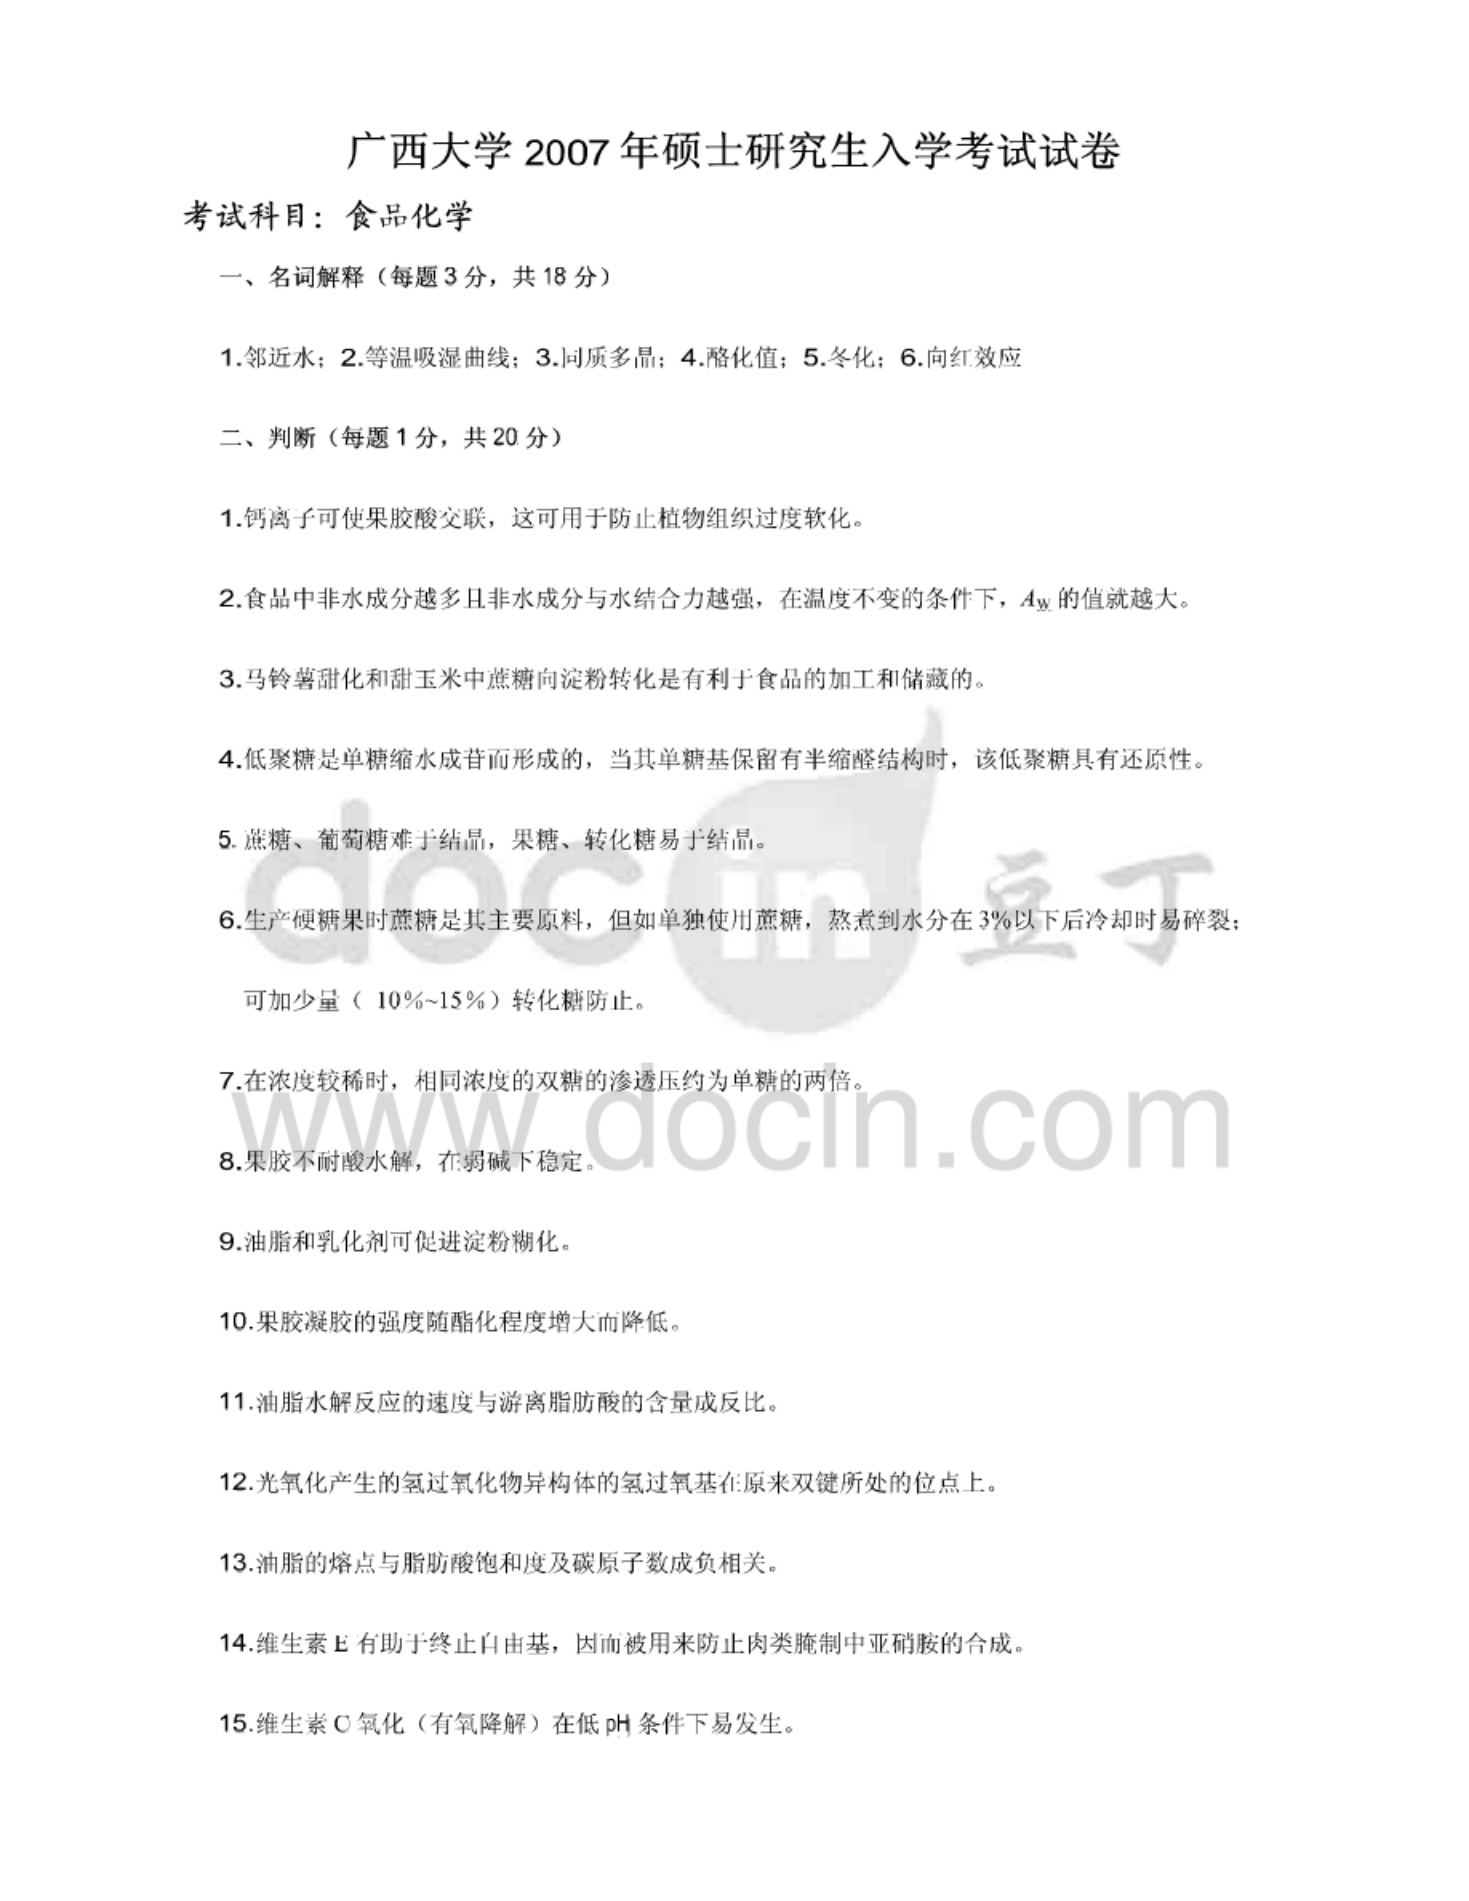 广西大学 2007 年硕士研究生入学考试试卷
考试科目：食品化学
一、名词解释（每题 3 分，共 18 分）
1.邻近水；2.等温吸湿曲线；3.同质多晶；4.酪化值；5.冬化；6.向红效应
二、判断（每题 1 分，共 20 分）
1.钙离子可使果胶酸交联，这可用于防止植物组织过度软化。
2.食品中非水成分越多且非水成分与水结合力越强，在温度不变的条件下，Aw 的值就越大。
3.马铃薯甜化和甜玉米中蔗糖向淀粉转化是有利于食品的加工和储藏的。
4.低聚糖是单糖缩水成苷而形成的，当其单糖基保留有半缩醛结构时，该低聚糖具有还原性。
5. 蔗糖、葡萄糖难于结晶，果糖、转化糖易于结晶。
6.生产硬糖果时蔗糖是其主要原料，但如单独使用蔗糖，熬煮到水分在 3%以下后冷却时易碎裂；
可加少量（ 10%~15%）转化糖防止。
7.在浓度较稀时，相同浓度的双糖的渗透压约为单糖的两倍。
8.果胶不耐酸水解，在弱碱下稳定。
9.油脂和乳化剂可促进淀粉糊化。
10.果胶凝胶的强度随酯化程度增大而降低。
11.油脂水解反应的速度与游离脂肪酸的含量成反比。
12.光氧化产生的氢过氧化物异构体的氢过氧基在原来双键所处的位点上。
13.油脂的熔点与脂肪酸饱和度及碳原子数成负相关。
14.维生素 E 有助于终止自由基，因而被用来防止肉类腌制中亚硝胺的合成。
15.维生素 C 氧化（有氧降解）在低 pH 条件下易发生。
docin 豆丁
www.docin.com